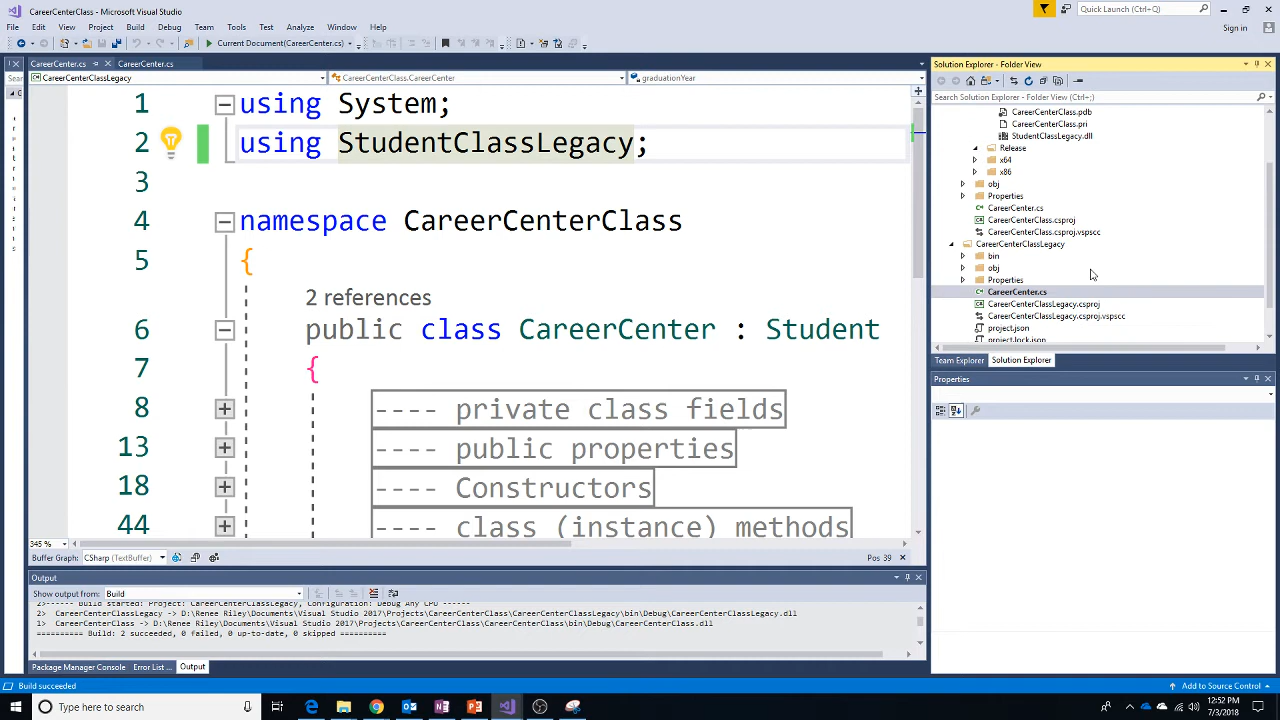 CareerCenterClass - Microsoft Visual Studio
Quick Launch (Ctrl+Q)
File Edit View Project Build Debug Team Tools Test Analyze Window Help
Sign in
Current Document(CareerCenter.cs)
CareerCenter.cs CareerCenter.cs
CareerCenterClassLegacy CareerCenterClass.CareerCenter graduationYear
1 using System;
2 using StudentClassLegacy;
3
4 namespace CareerCenterClass
5 {
2 references
6 public class CareerCenter : Student
7 {
8 ---- private class fields
13 ---- public properties
18 ---- Constructors
44 ---- class (instance) methods
345 %
Buffer Graph: CSharp (TextBuffer) Pos 39
Output
Show output from: Build
2>------ Build started: Project: CareerCenterClassLegacy, Configuration: Debug Any CPU ------
2> CareerCenterClassLegacy -> D:\Renee Riley\Documents\Visual Studio 2017\Projects\CareerCenterClass\CareerCenterClassLegacy\bin\Debug\CareerCenterClassLegacy.dll
1> CareerCenterClass -> D:\Renee Riley\Documents\Visual Studio 2017\Projects\CareerCenterClass\CareerCenterClass\bin\Debug\CareerCenterClass.dll
========== Build: 2 succeeded, 0 failed, 0 up-to-date, 0 skipped ==========
Package Manager Console Error List ... Output
Solution Explorer - Folder View
Search Solution Explorer - Folder View (Ctrl+;)
CareerCenterClass.pdb
CareerCenterClass.pri
StudentClassLegacy.dll
Release
x64
x86
obj
Properties
CareerCenter.cs
CareerCenterClass.csproj
CareerCenterClass.csproj.vspscc
CareerCenterClassLegacy
bin
obj
Properties
CareerCenter.cs
CareerCenterClassLegacy.csproj
CareerCenterClassLegacy.csproj.vspscc
project.json
project.lock.json
Team Explorer Solution Explorer
Properties
Build succeeded
Add to Source Control
Type here to search
12:52 PM
7/3/2018